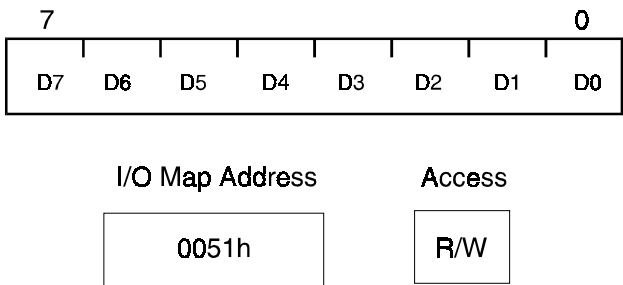 7 0
D7 D6 D5 D4 D3 D2 D1 D0
I/O Map Address Access
0051h R/W